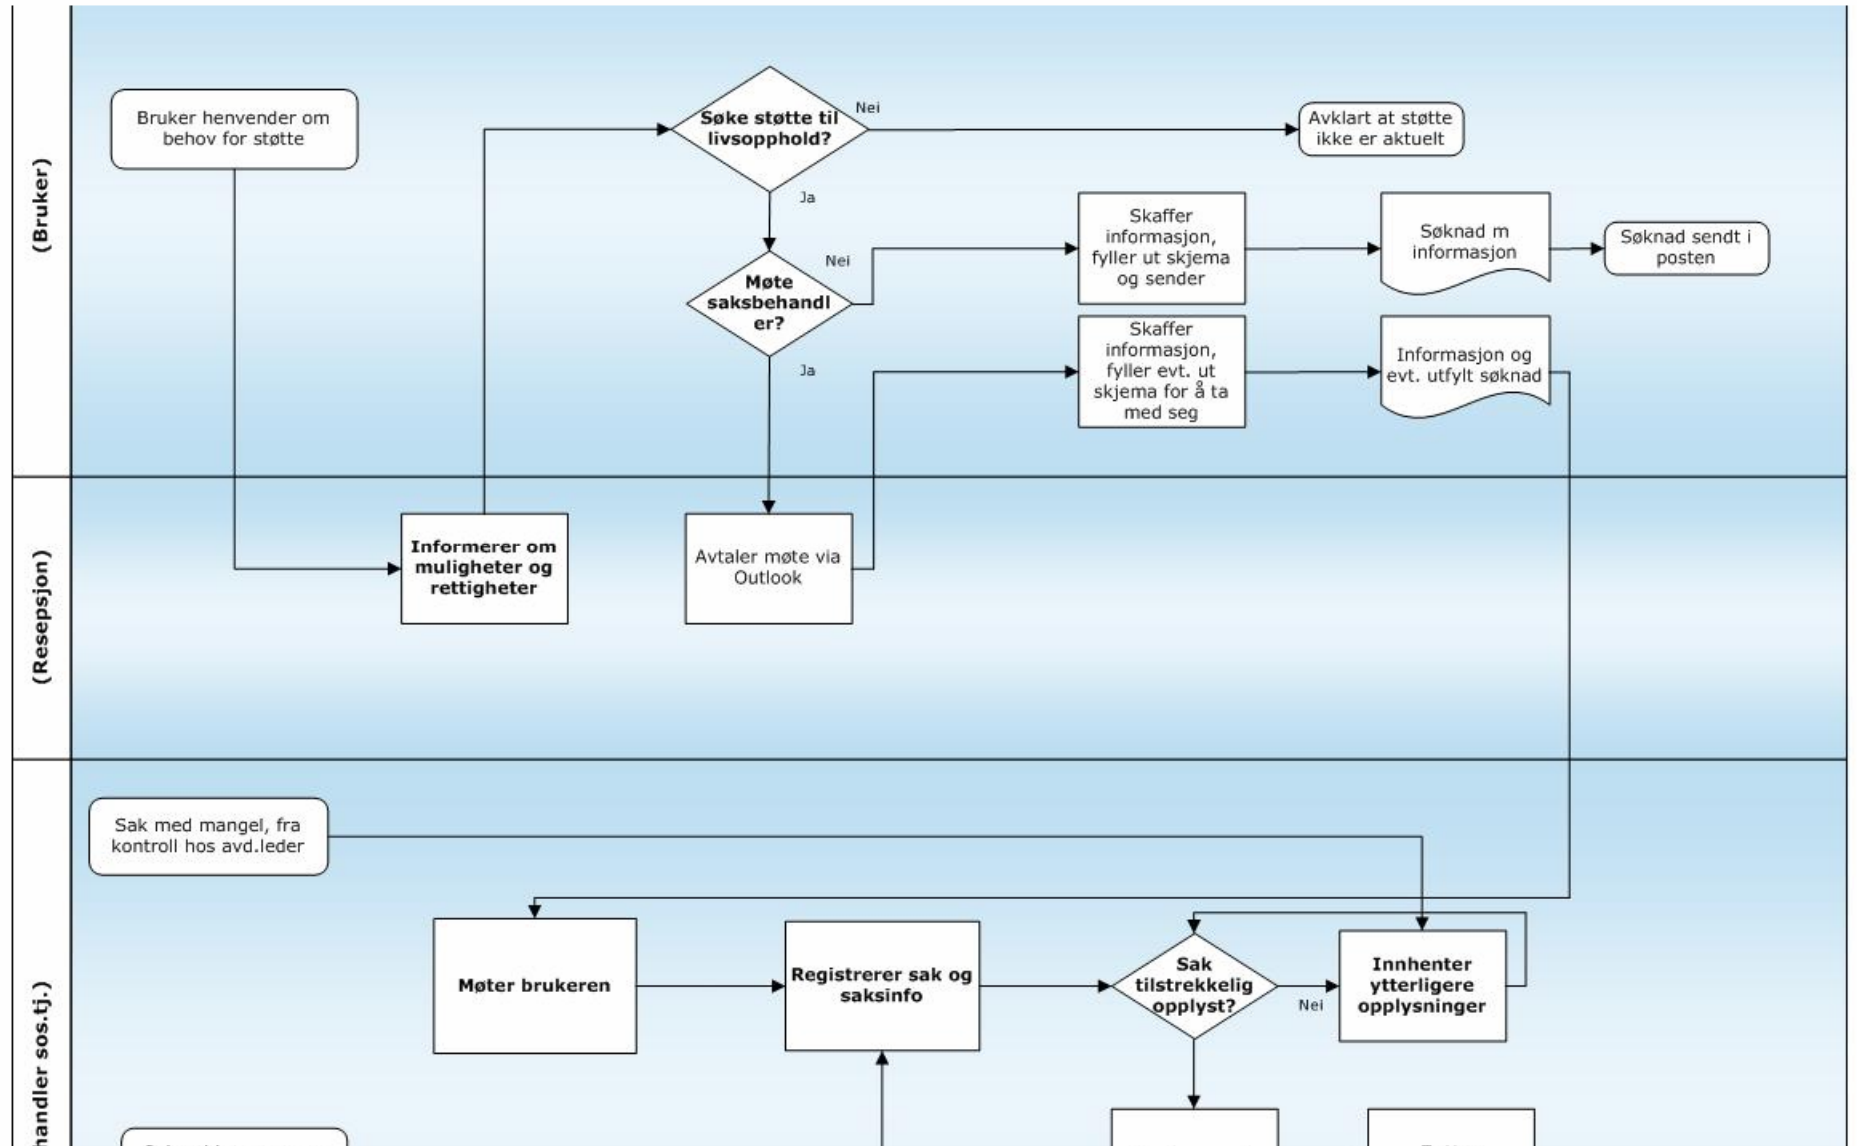 (Bruker)
Bruker henvender om
behov for støtte
Søke støtte til
livsopphold?
Nei
Avklart at støtte
ikke er aktuelt
Ja
Møte
saksbehandl
er?
Nei
Skaffer
informasjon,
fyller ut skjema
og sender
Søknad m
informasjon
Søknad sendt i
posten
Ja
Skaffer
informasjon,
fyller evt. ut
skjema for å ta
med seg
Informasjon og
evt. utfylt søknad
(Resepsjon)
Informerer om
muligheter og
rettigheter
Avtaler møte via
Outlook
handler sos.tj.)
Sak med mangel, fra
kontroll hos avd.leder
Møter brukeren
Registrerer sak og
saksinfo
Sak
tilstrekkelig
opplyst?
Nei
Innhenter
ytterligere
opplysninger